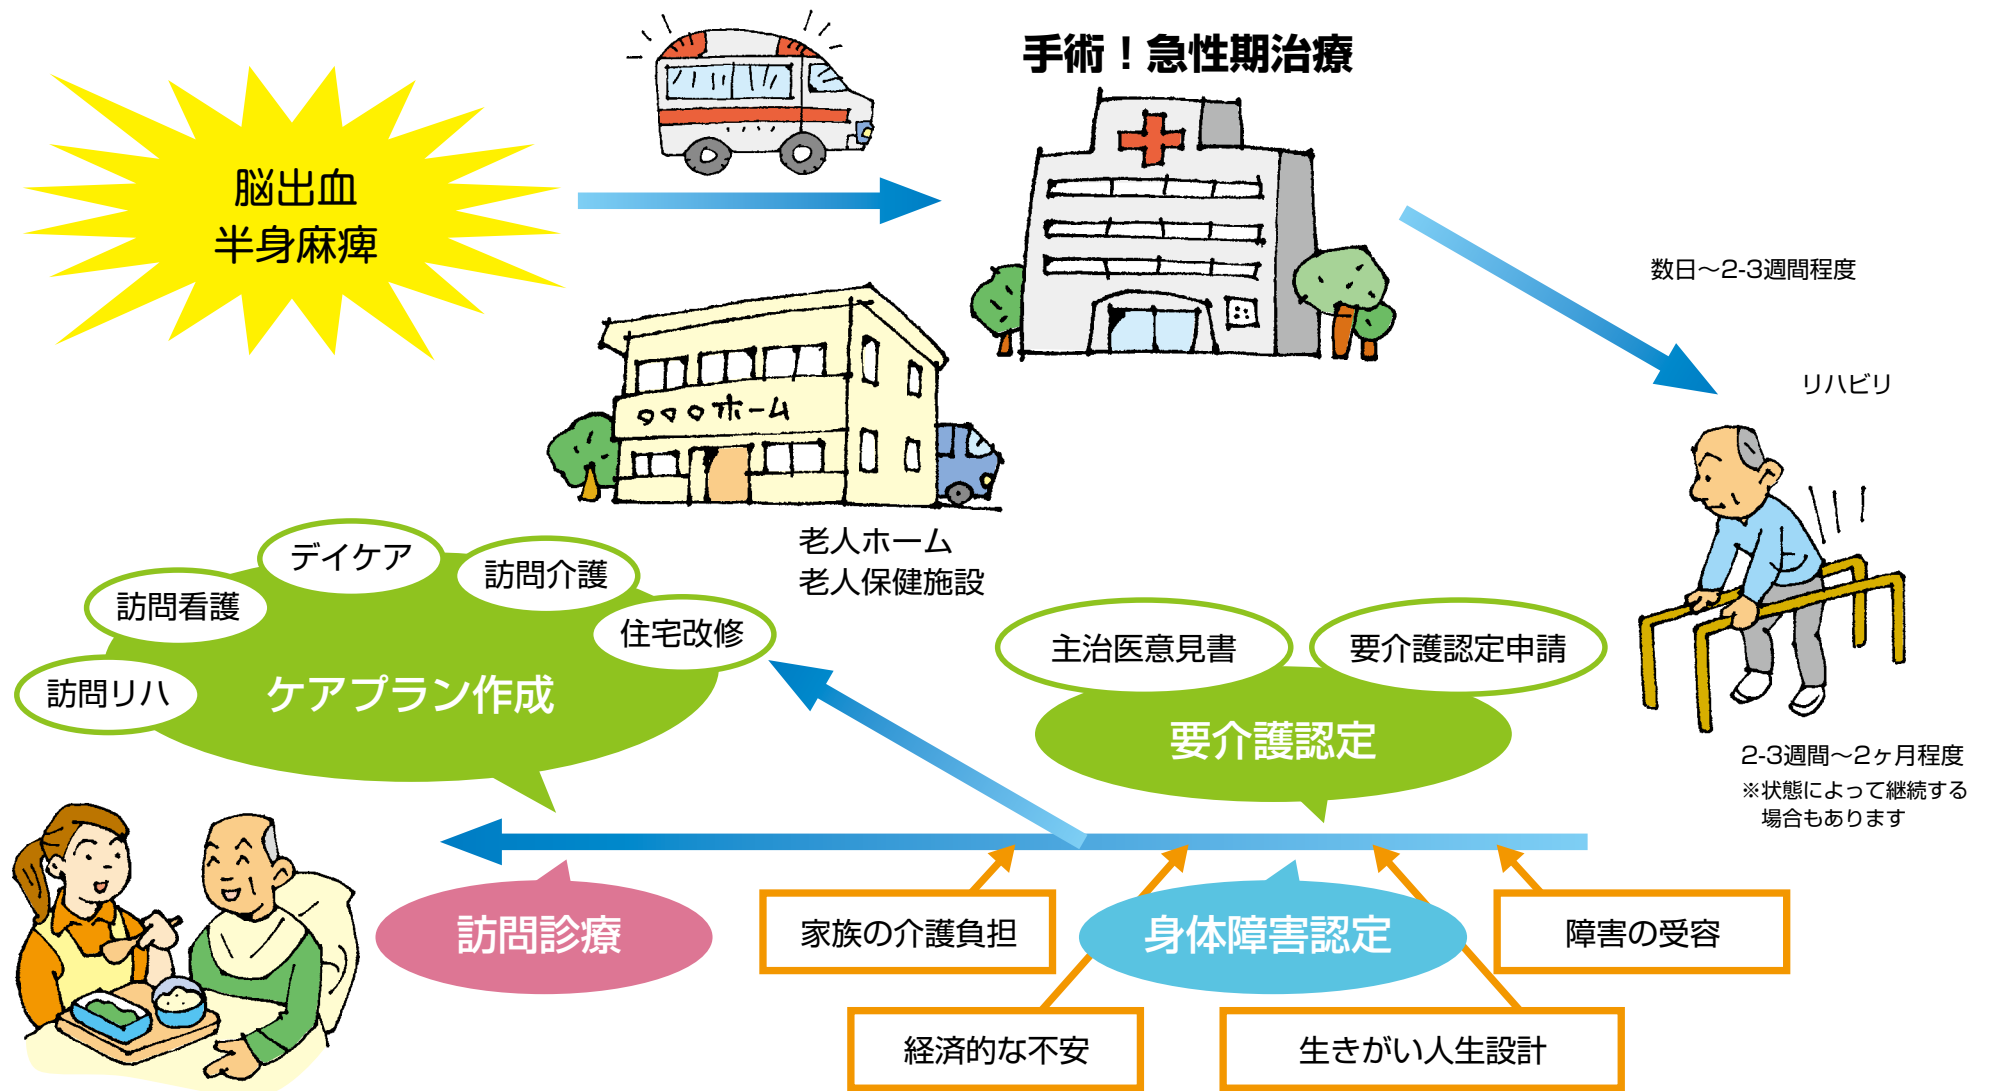 手術！急性期治療
脳出血
半身麻痺
数日～2-3週間程度
リハビリ
ホーム
老人ホーム
老人保健施設
デイケア
訪問介護
訪問看護
住宅改修
訪問リハ
ケアプラン作成
主治医意見書
要介護認定申請
要介護認定
2-3週間～2ヶ月程度
※状態によって継続する
場合もあります
訪問診療
家族の介護負担
身体障害認定
障害の受容
経済的な不安
生きがい人生設計